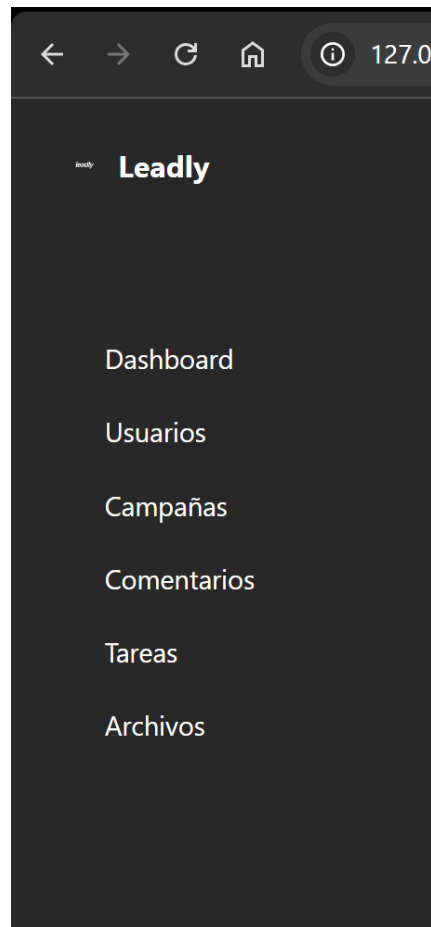 127.0
leadly Leadly
Dashboard
Usuarios
Campañas
Comentarios
Tareas
Archivos